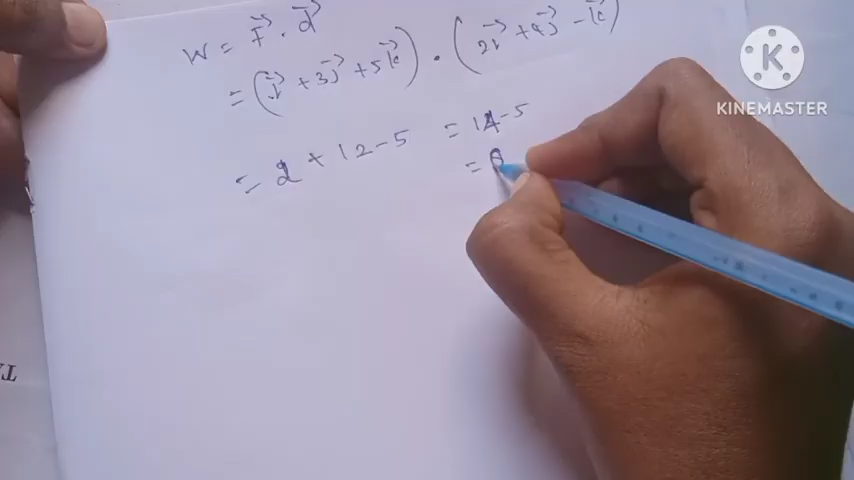 W = F⃗ . d⃗
= (i⃗ + 3j⃗ + 5k⃗) . (2i⃗ + 4j⃗ - k⃗)
= 2 + 12 - 5 = 14 - 5
= 9
K
KINEMASTER